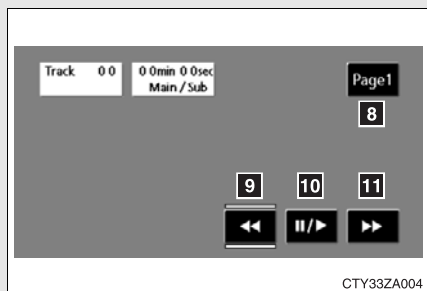 Track 0 0
0 0min 0 0sec
Main / Sub
Page1
8
9 10 11
CTY33ZA004